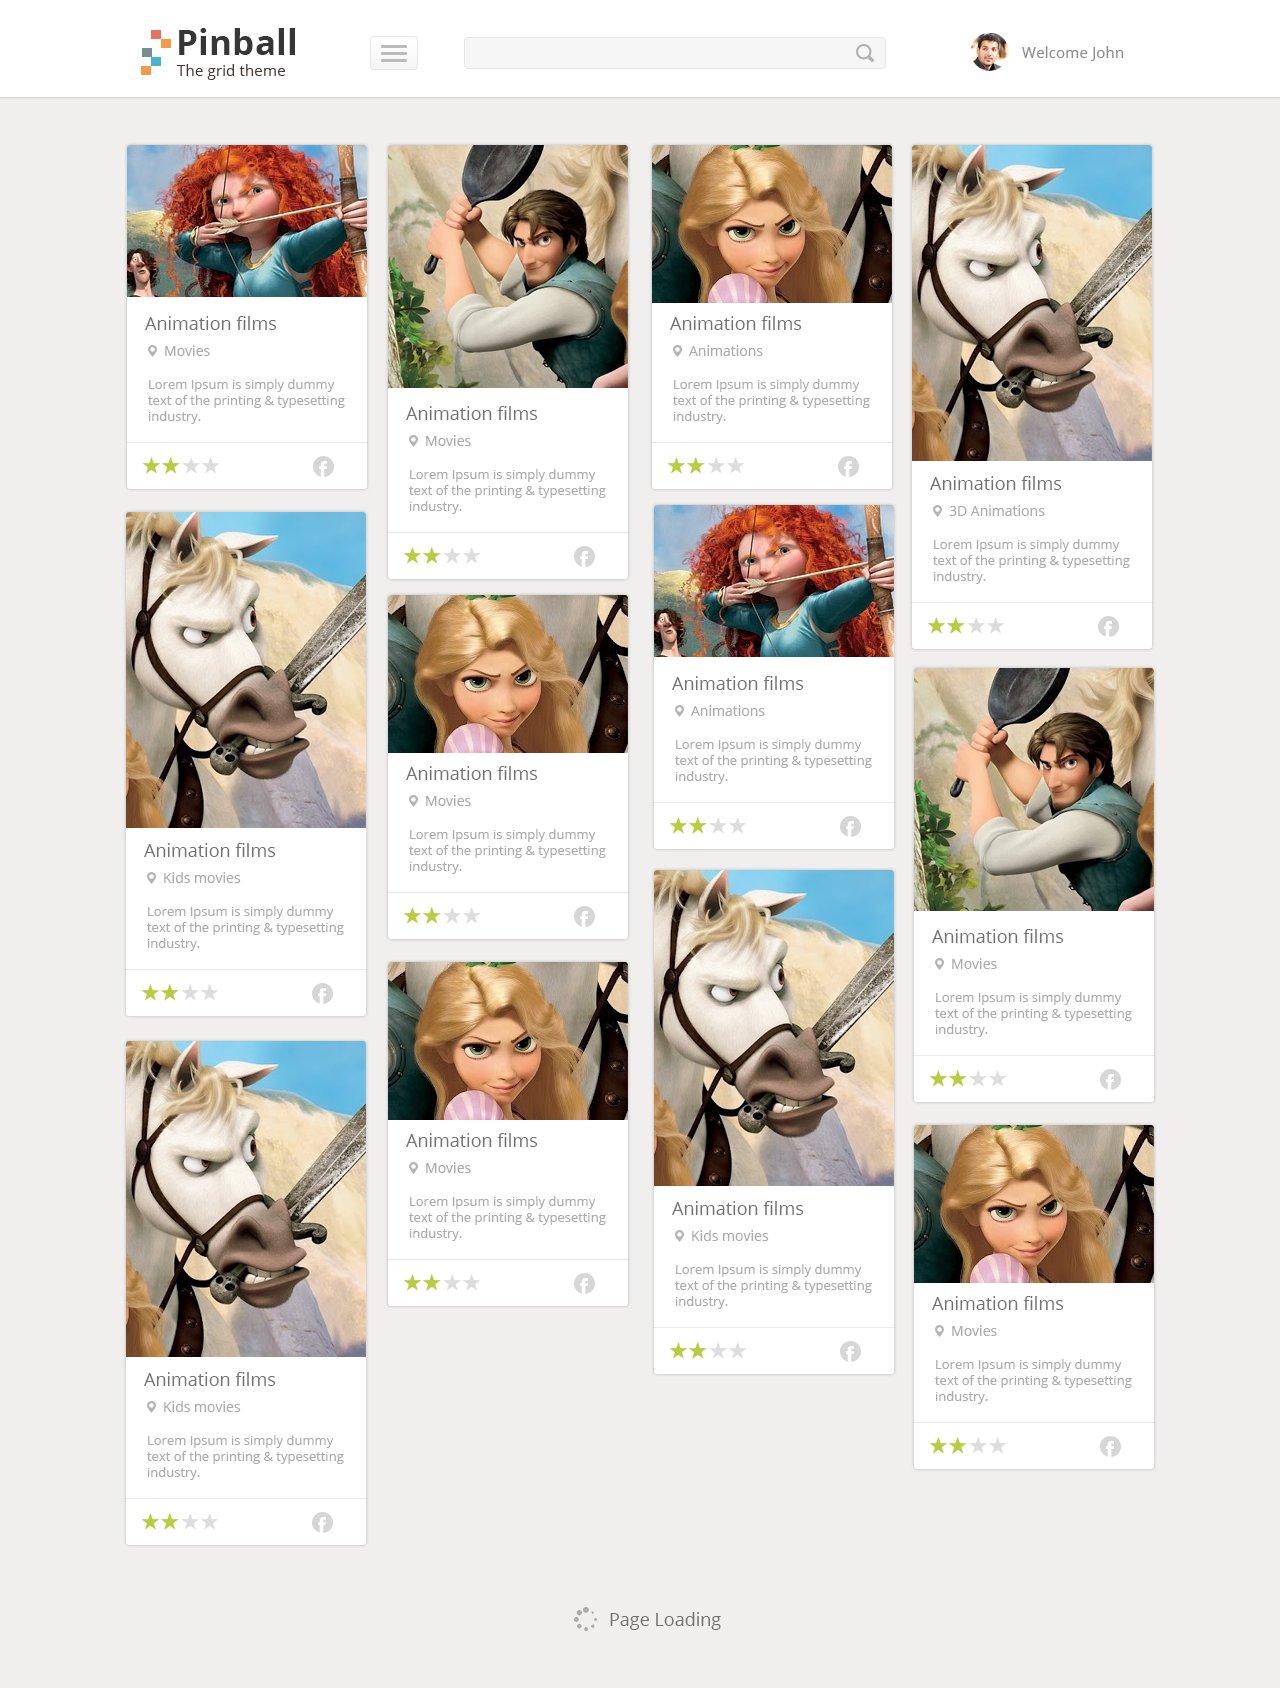 Pinball
The grid theme
Welcome John
Animation films
Movies
Lorem Ipsum is simply dummy
text of the printing & typesetting
industry.
Animation films
Kids movies
Lorem Ipsum is simply dummy
text of the printing & typesetting
industry.
Animation films
Kids movies
Lorem Ipsum is simply dummy
text of the printing & typesetting
industry.
Animation films
Movies
Lorem Ipsum is simply dummy
text of the printing & typesetting
industry.
Animation films
Movies
Lorem Ipsum is simply dummy
text of the printing & typesetting
industry.
Animation films
Movies
Lorem Ipsum is simply dummy
text of the printing & typesetting
industry.
Animation films
Animations
Lorem Ipsum is simply dummy
text of the printing & typesetting
industry.
Animation films
Animations
Lorem Ipsum is simply dummy
text of the printing & typesetting
industry.
Animation films
Kids movies
Lorem Ipsum is simply dummy
text of the printing & typesetting
industry.
Animation films
3D Animations
Lorem Ipsum is simply dummy
text of the printing & typesetting
industry.
Animation films
Movies
Lorem Ipsum is simply dummy
text of the printing & typesetting
industry.
Animation films
Movies
Lorem Ipsum is simply dummy
text of the printing & typesetting
industry.
Page Loading